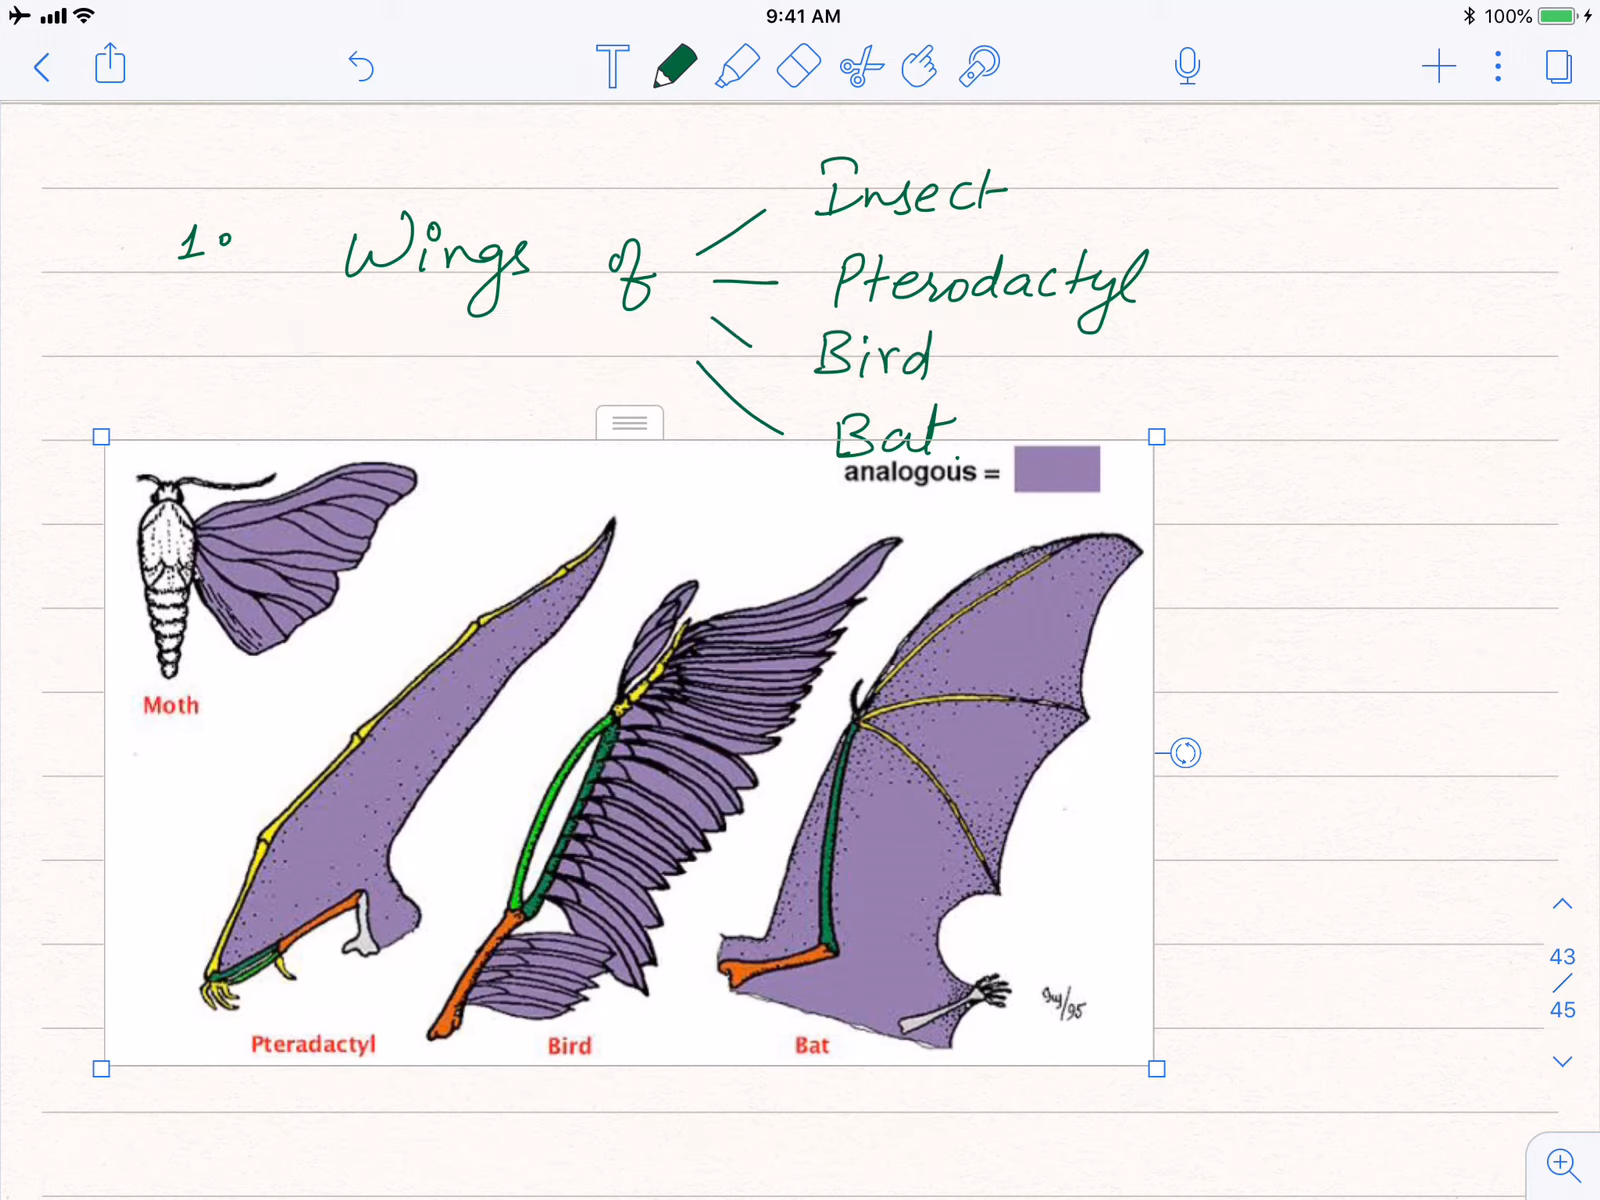 9:41 AM
100%
T
Insect
1. Wings of
Pterodactyl
Bird
Bat
analogous =
Moth
Pteradactyl
Bird
Bat
43
/
45